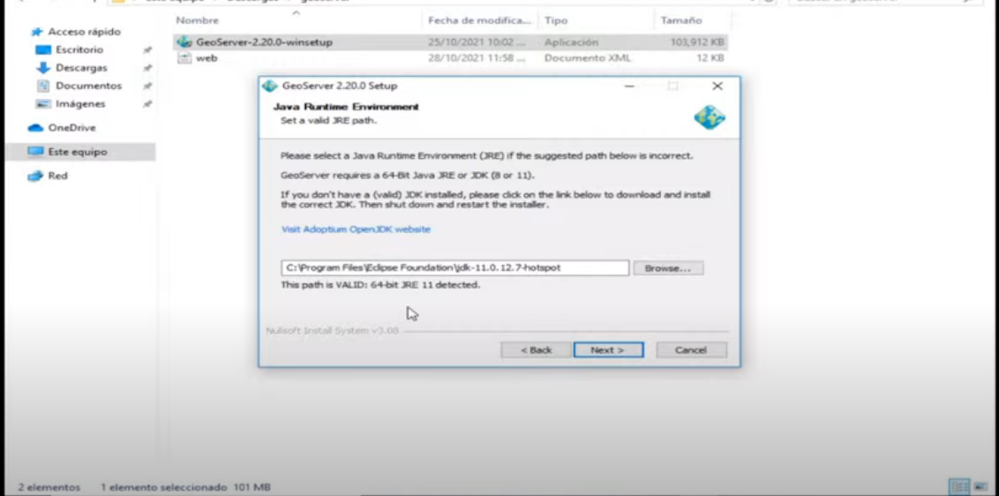 Nombre
Fecha de modifica...
Tipo
Tamaño
Acceso rápido
Escritorio
Descargas
Documentos
Imágenes
OneDrive
Este equipo
Red
GeoServer-2.20.0-winsetup
25/10/2021 10:02 ...
Aplicación
103,912 KB
web
28/10/2021 11:58 ...
Documento XML
12 KB
GeoServer 2.20.0 Setup
Java Runtime Environment
Set a valid JRE path.
Please select a Java Runtime Environment (JRE) if the suggested path below is incorrect.
GeoServer requires a 64-Bit Java JRE or JDK (8 or 11).
If you don't have a (valid) JDK installed, please click on the link below to download and install
the correct JDK. Then shut down and restart the installer.
Visit Adoptium OpenJDK website
C:\Program Files\Eclipse Foundation\jdk-11.0.12.7-hotspot
Browse...
This path is VALID: 64-bit JRE 11 detected.
Nullsoft Install System v3.08
< Back
Next >
Cancel
2 elementos
1 elemento seleccionado 101 MB